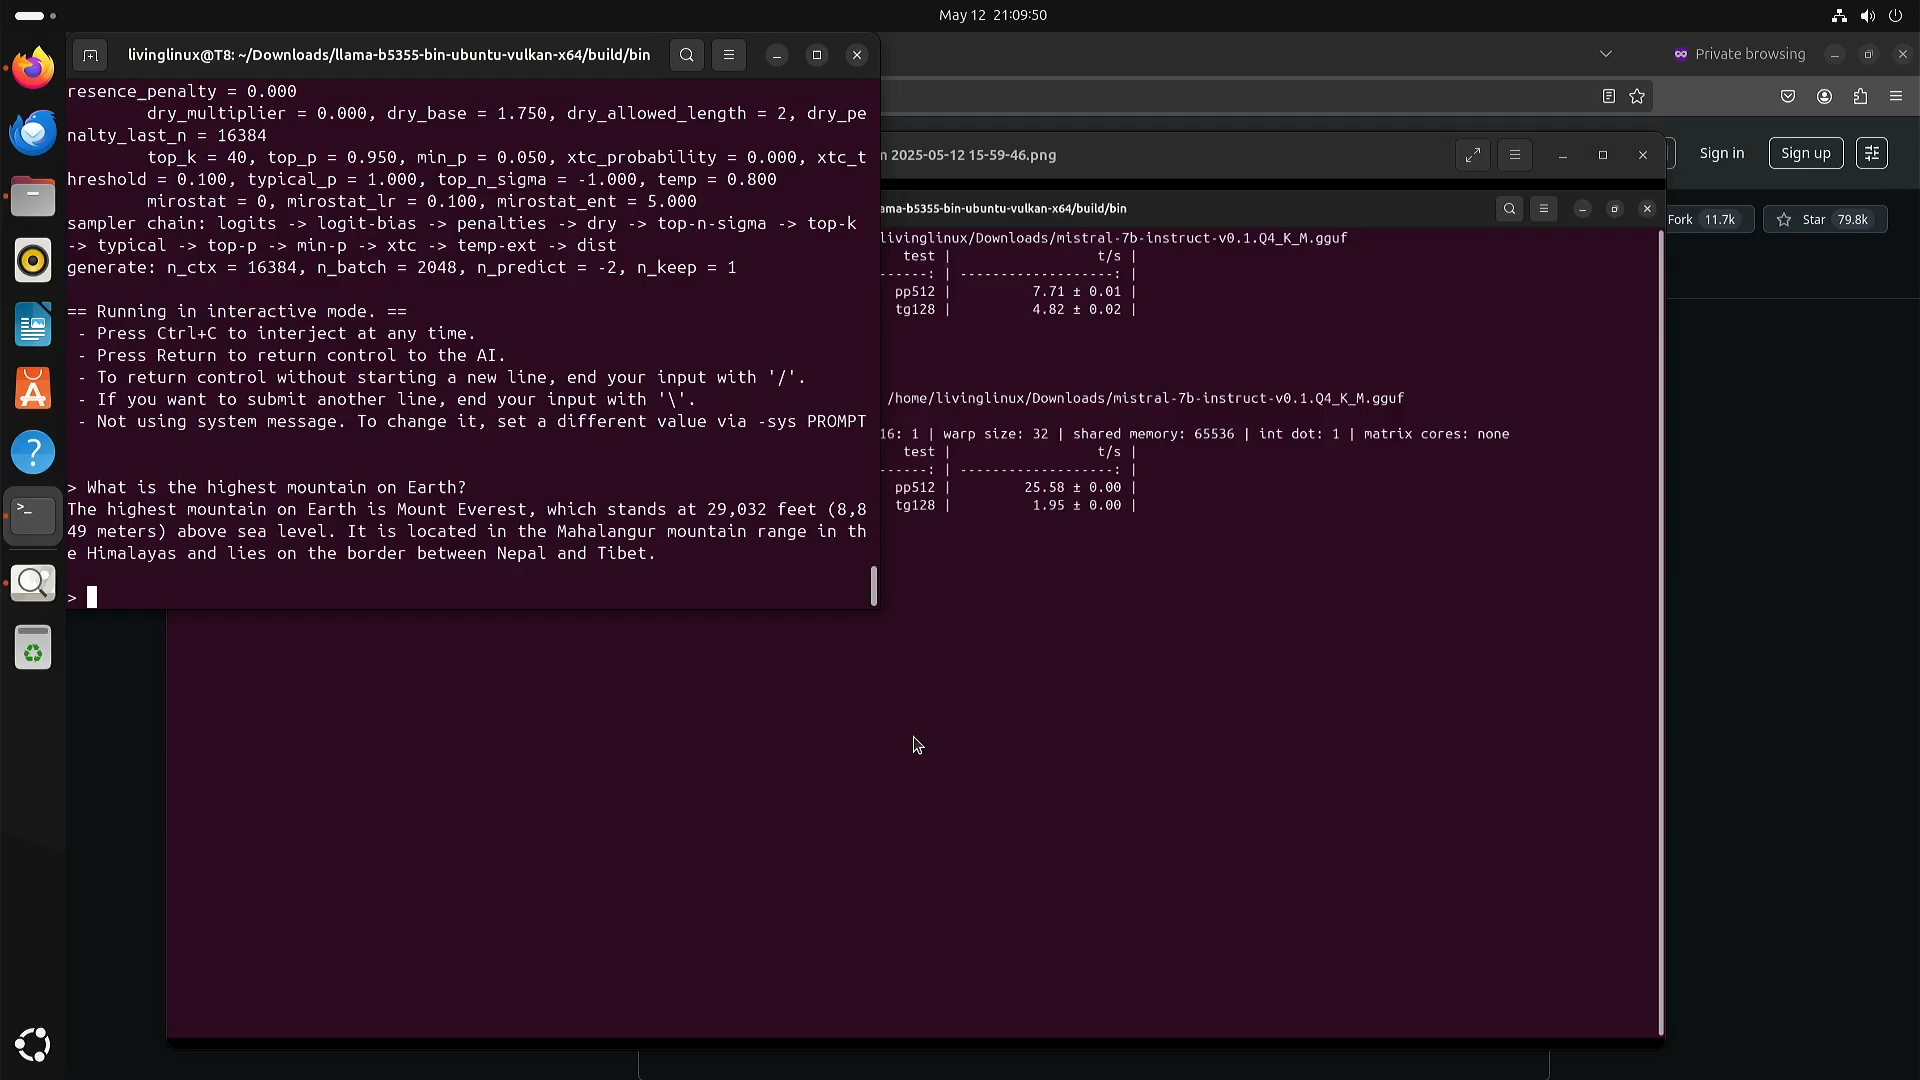 May 12 21:09:50
livinglinux@T8: ~/Downloads/llama-b5355-bin-ubuntu-vulkan-x64/build/bin
resence_penalty = 0.000
dry_multiplier = 0.000, dry_base = 1.750, dry_allowed_length = 2, dry_pe
nalty_last_n = 16384
top_k = 40, top_p = 0.950, min_p = 0.050, xtc_probability = 0.000, xtc_t
hreshold = 0.100, typical_p = 1.000, top_n_sigma = -1.000, temp = 0.800
mirostat = 0, mirostat_lr = 0.100, mirostat_ent = 5.000
sampler chain: logits -> logit-bias -> penalties -> dry -> top-n-sigma -> top-k
-> typical -> top-p -> min-p -> xtc -> temp-ext -> dist
generate: n_ctx = 16384, n_batch = 2048, n_predict = -2, n_keep = 1
== Running in interactive mode. ==
- Press Ctrl+C to interject at any time.
- Press Return to return control to the AI.
- To return control without starting a new line, end your input with '/'.
- If you want to submit another line, end your input with '\'.
- Not using system message. To change it, set a different value via -sys PROMPT
> What is the highest mountain on Earth?
The highest mountain on Earth is Mount Everest, which stands at 29,032 feet (8,8
49 meters) above sea level. It is located in the Mahalangur mountain range in th
e Himalayas and lies on the border between Nepal and Tibet.
>
Private browsing
n 2025-05-12 15-59-46.png
Sign in
Sign up
Fork 11.7k
Star 79.8k
ama-b5355-bin-ubuntu-vulkan-x64/build/bin
livinglinux/Downloads/mistral-7b-instruct-v0.1.Q4_K_M.gguf
test | t/s |
------: | -------------------: |
pp512 | 7.71 ± 0.01 |
tg128 | 4.82 ± 0.02 |
/home/livinglinux/Downloads/mistral-7b-instruct-v0.1.Q4_K_M.gguf
16: 1 | warp size: 32 | shared memory: 65536 | int dot: 1 | matrix cores: none
test | t/s |
------: | -------------------: |
pp512 | 25.58 ± 0.00 |
tg128 | 1.95 ± 0.00 |